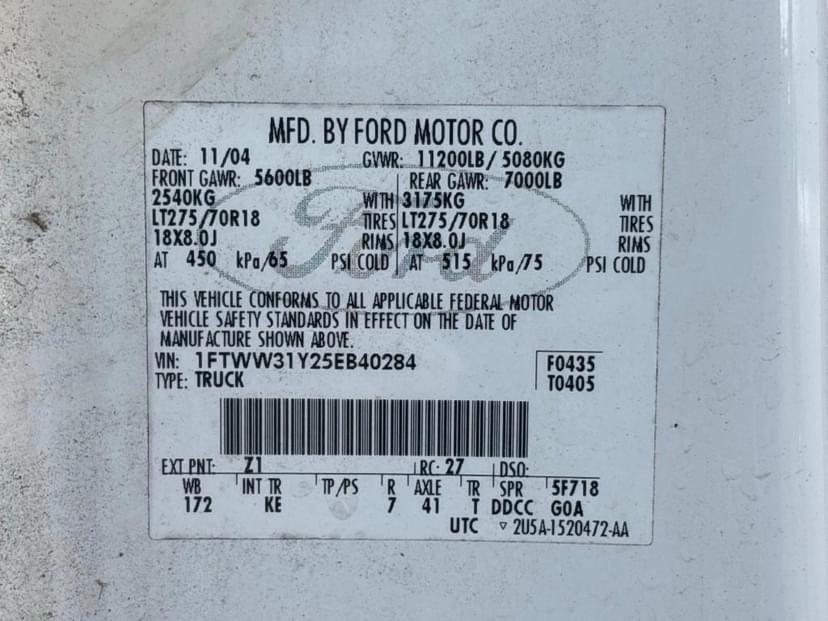 MFD. BY FORD MOTOR CO.
DATE: 11/04 GVWR: 11200LB/ 5080KG
FRONT GAWR: 5600LB REAR GAWR: 7000LB
2540KG WITH 3175KG WITH
LT275/70R18 TIRES LT275/70R18 TIRES
18X8.0J RIMS 18X8.0J RIMS
AT 450 kPa/65 PSI COLD AT 515 kPa/75 PSI COLD
Ford
THIS VEHICLE CONFORMS TO ALL APPLICABLE FEDERAL MOTOR
VEHICLE SAFETY STANDARDS IN EFFECT ON THE DATE OF
MANUFACTURE SHOWN ABOVE.
VIN: 1FTWW31Y25EB40284 F0435
TYPE: TRUCK T0405
EXT PNT: Z1 RC: 27 DSO:
WB INT TR TP/PS R AXLE TR SPR 5F718
172 KE 7 41 T DDCC G0A
UTC ▽ 2U5A-1520472-AA